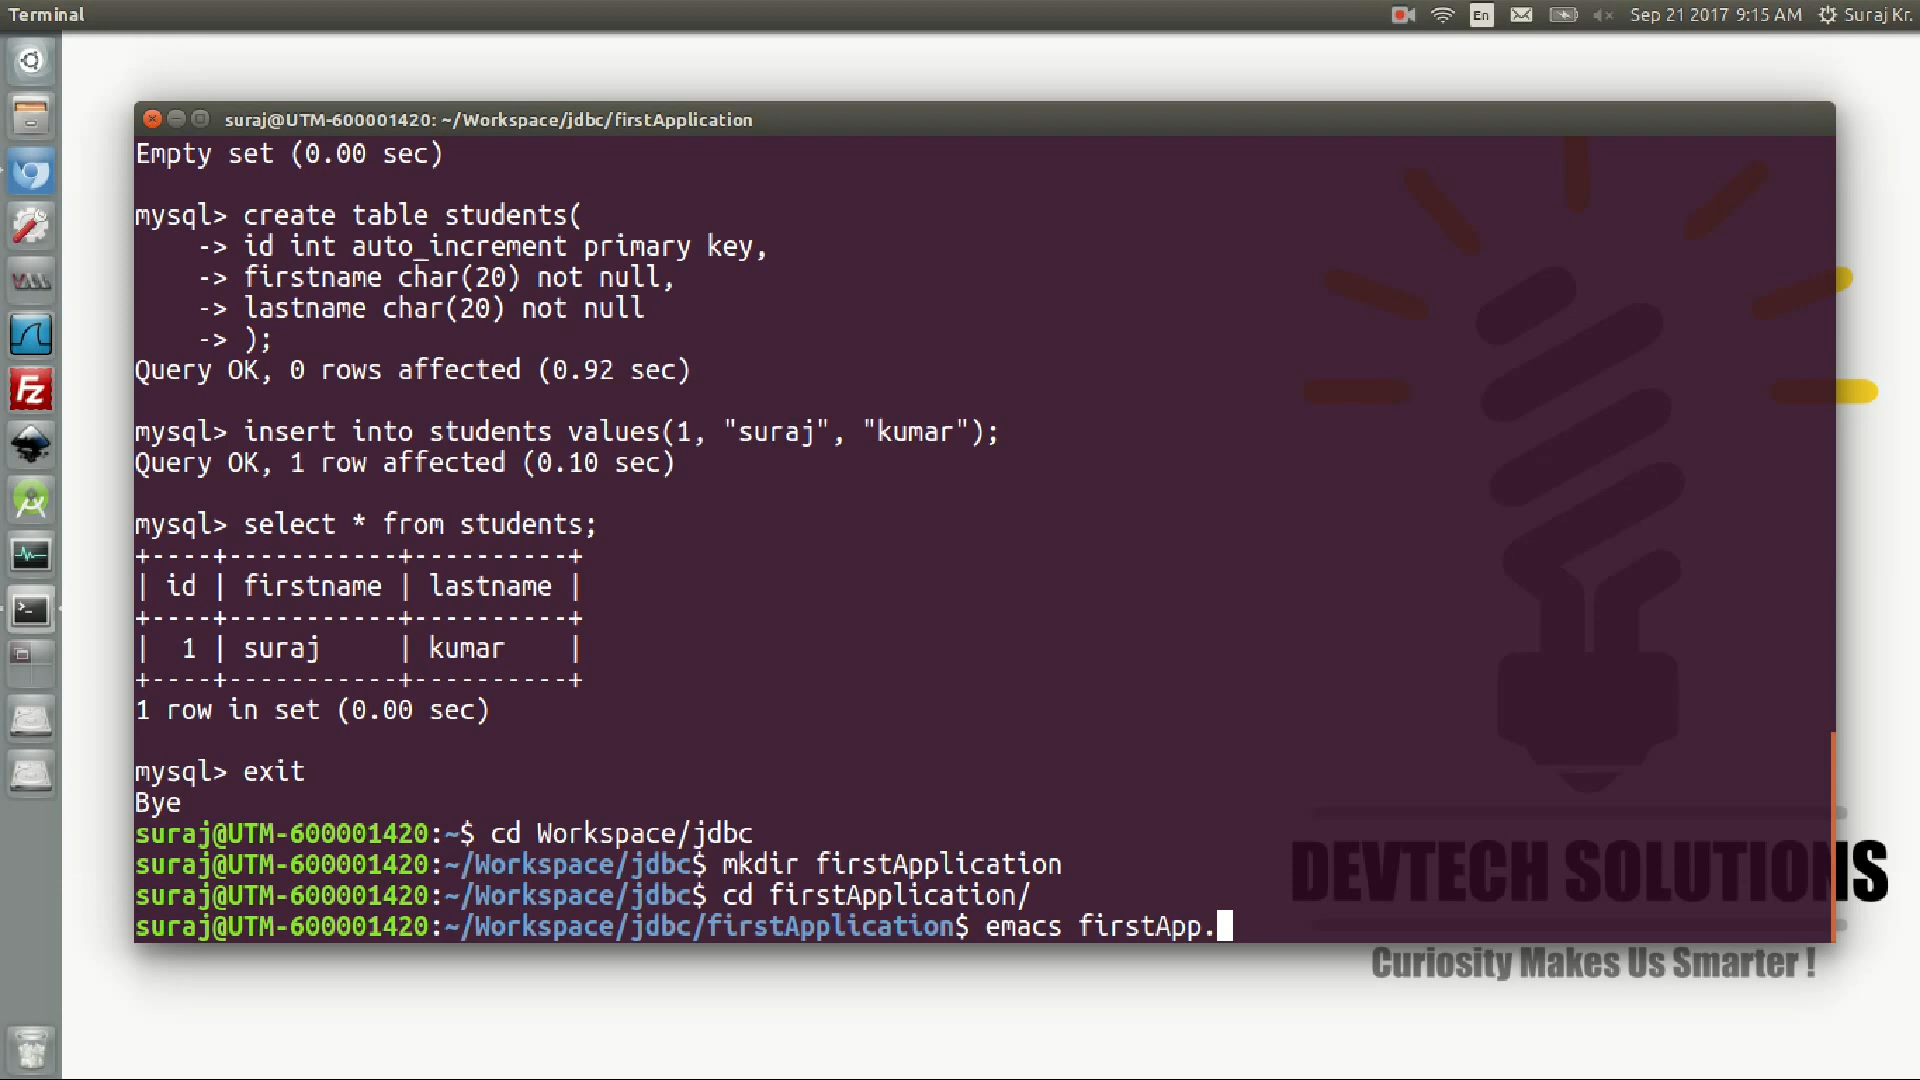 Terminal
En
Sep 21 2017 9:15 AM
Suraj Kr.
suraj@UTM-600001420: ~/Workspace/jdbc/firstApplication
Empty set (0.00 sec)
mysql> create table students(
    -> id int auto_increment primary key,
    -> firstname char(20) not null,
    -> lastname char(20) not null
    -> );
Query OK, 0 rows affected (0.92 sec)
mysql> insert into students values(1, "suraj", "kumar");
Query OK, 1 row affected (0.10 sec)
mysql> select * from students;
+----+-----------+----------+
| id | firstname | lastname |
+----+-----------+----------+
|  1 | suraj     | kumar    |
+----+-----------+----------+
1 row in set (0.00 sec)
mysql> exit
Bye
suraj@UTM-600001420:~$ cd Workspace/jdbc
suraj@UTM-600001420:~/Workspace/jdbc$ mkdir firstApplication
suraj@UTM-600001420:~/Workspace/jdbc$ cd firstApplication/
suraj@UTM-600001420:~/Workspace/jdbc/firstApplication$ emacs firstApp.
DEVTECH SOLUTIONS
Curiosity Makes Us Smarter !
Fz